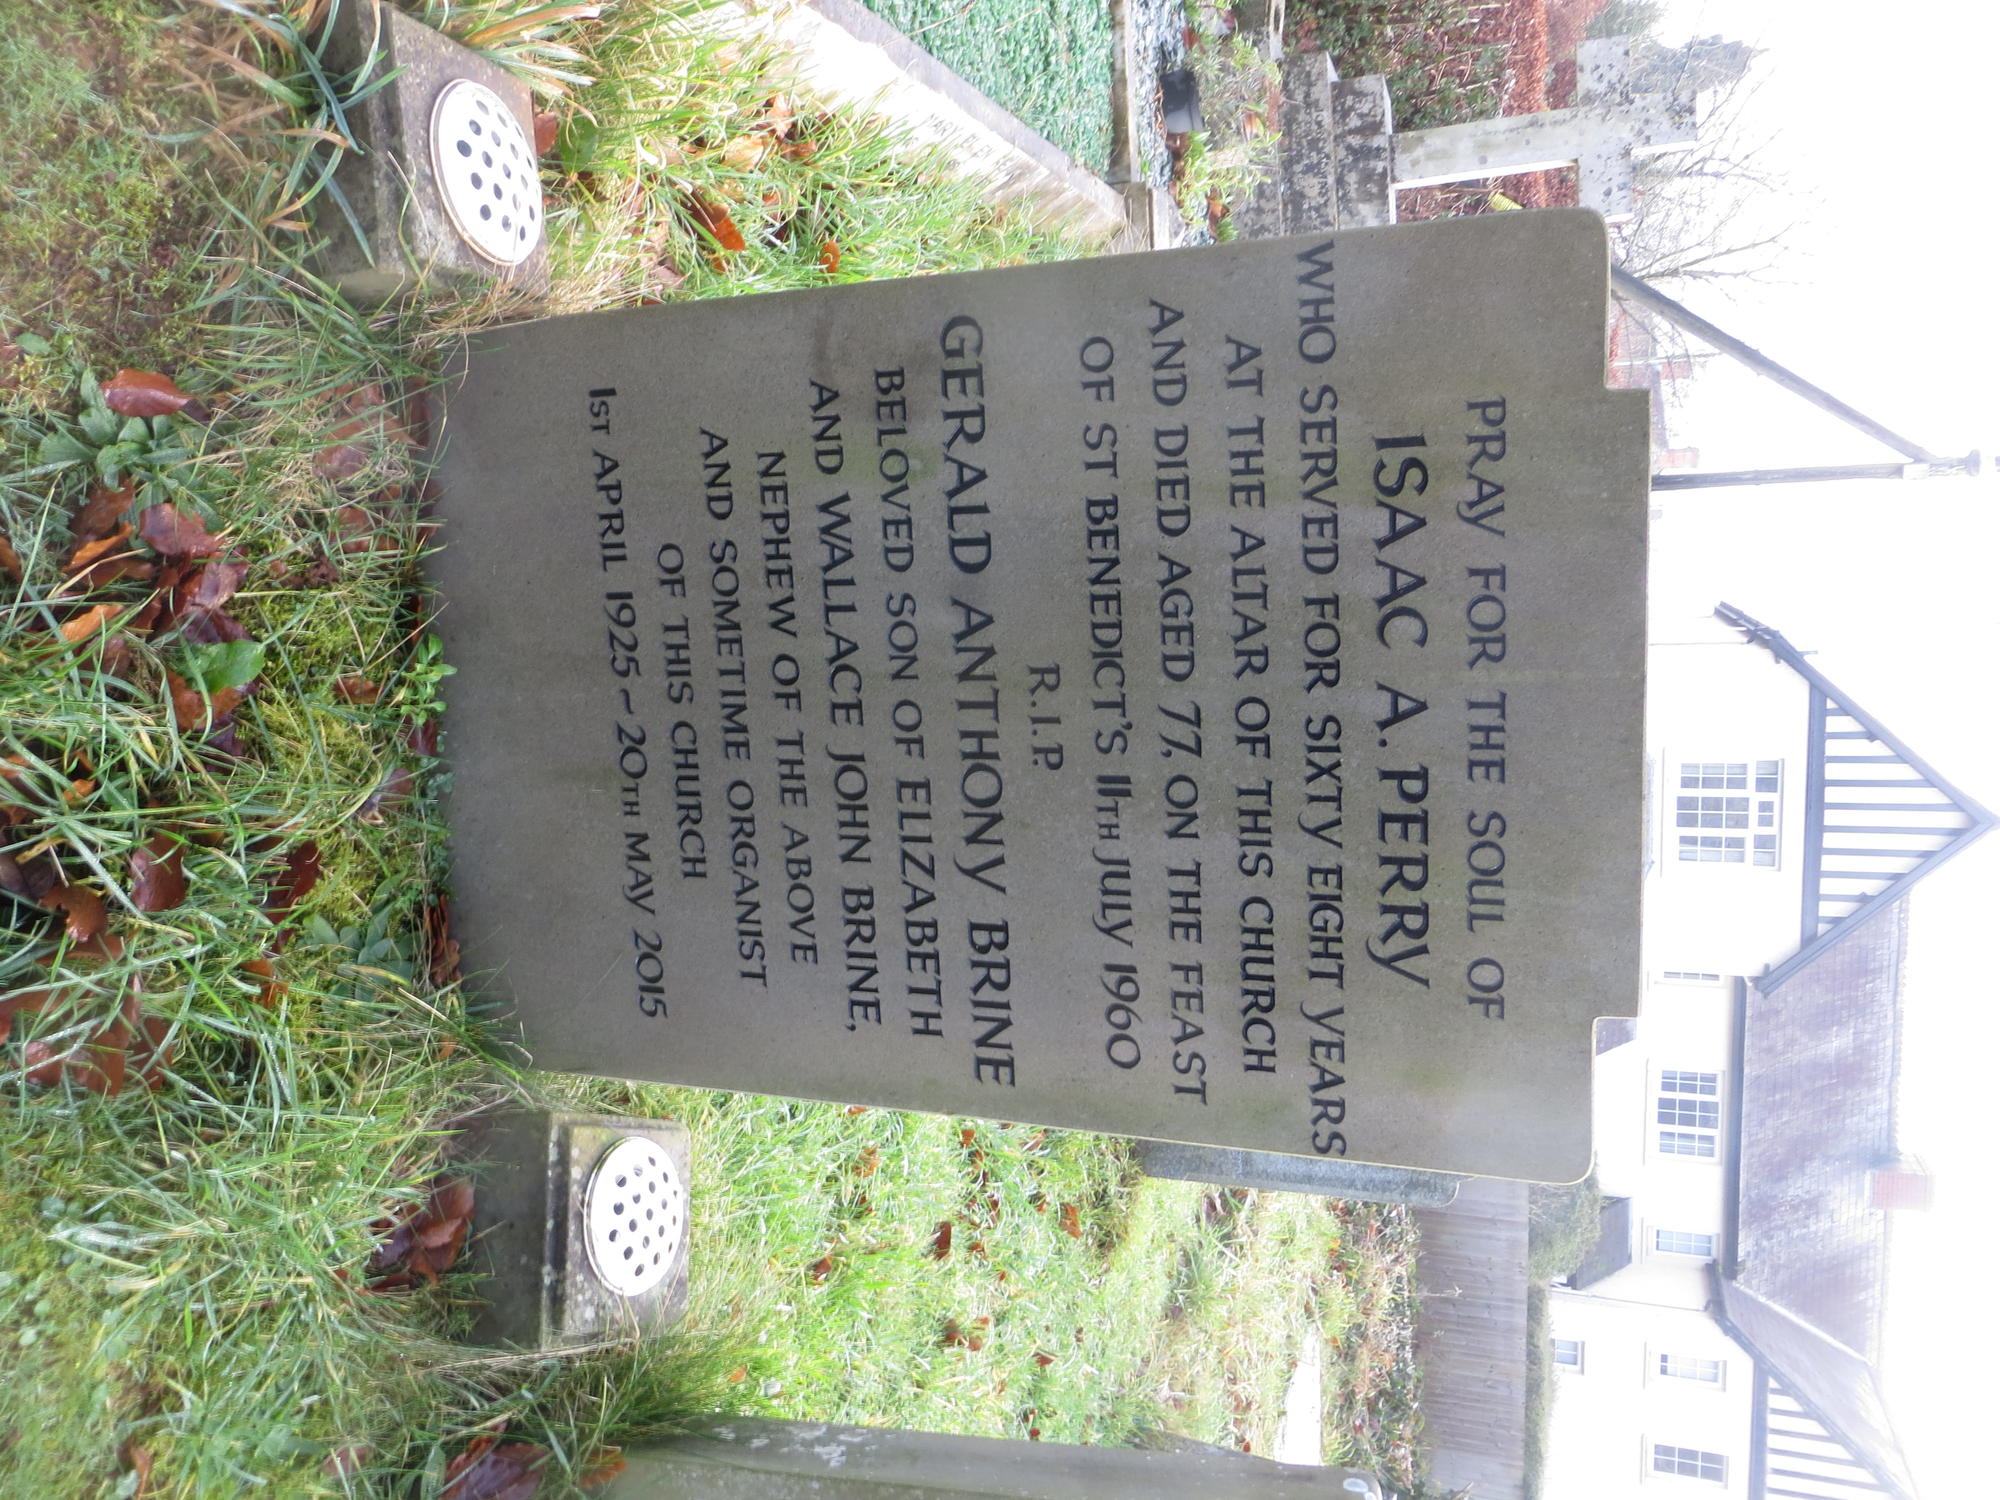 PRAY FOR THE SOUL OF
ISAAC A. PERRY
WHO SERVED FOR SIXTY EIGHT YEARS
AT THE ALTAR OF THIS CHURCH
AND DIED AGED 77, ON THE FEAST
OF ST BENEDICT'S 11TH JULY 1960
R.I.P.
GERALD ANTHONY BRINE
BELOVED SON OF ELIZABETH
AND WALLACE JOHN BRINE,
NEPHEW OF THE ABOVE
AND SOMETIME ORGANIST
OF THIS CHURCH
1ST APRIL 1925 ~ 20TH MAY 2015
MARY